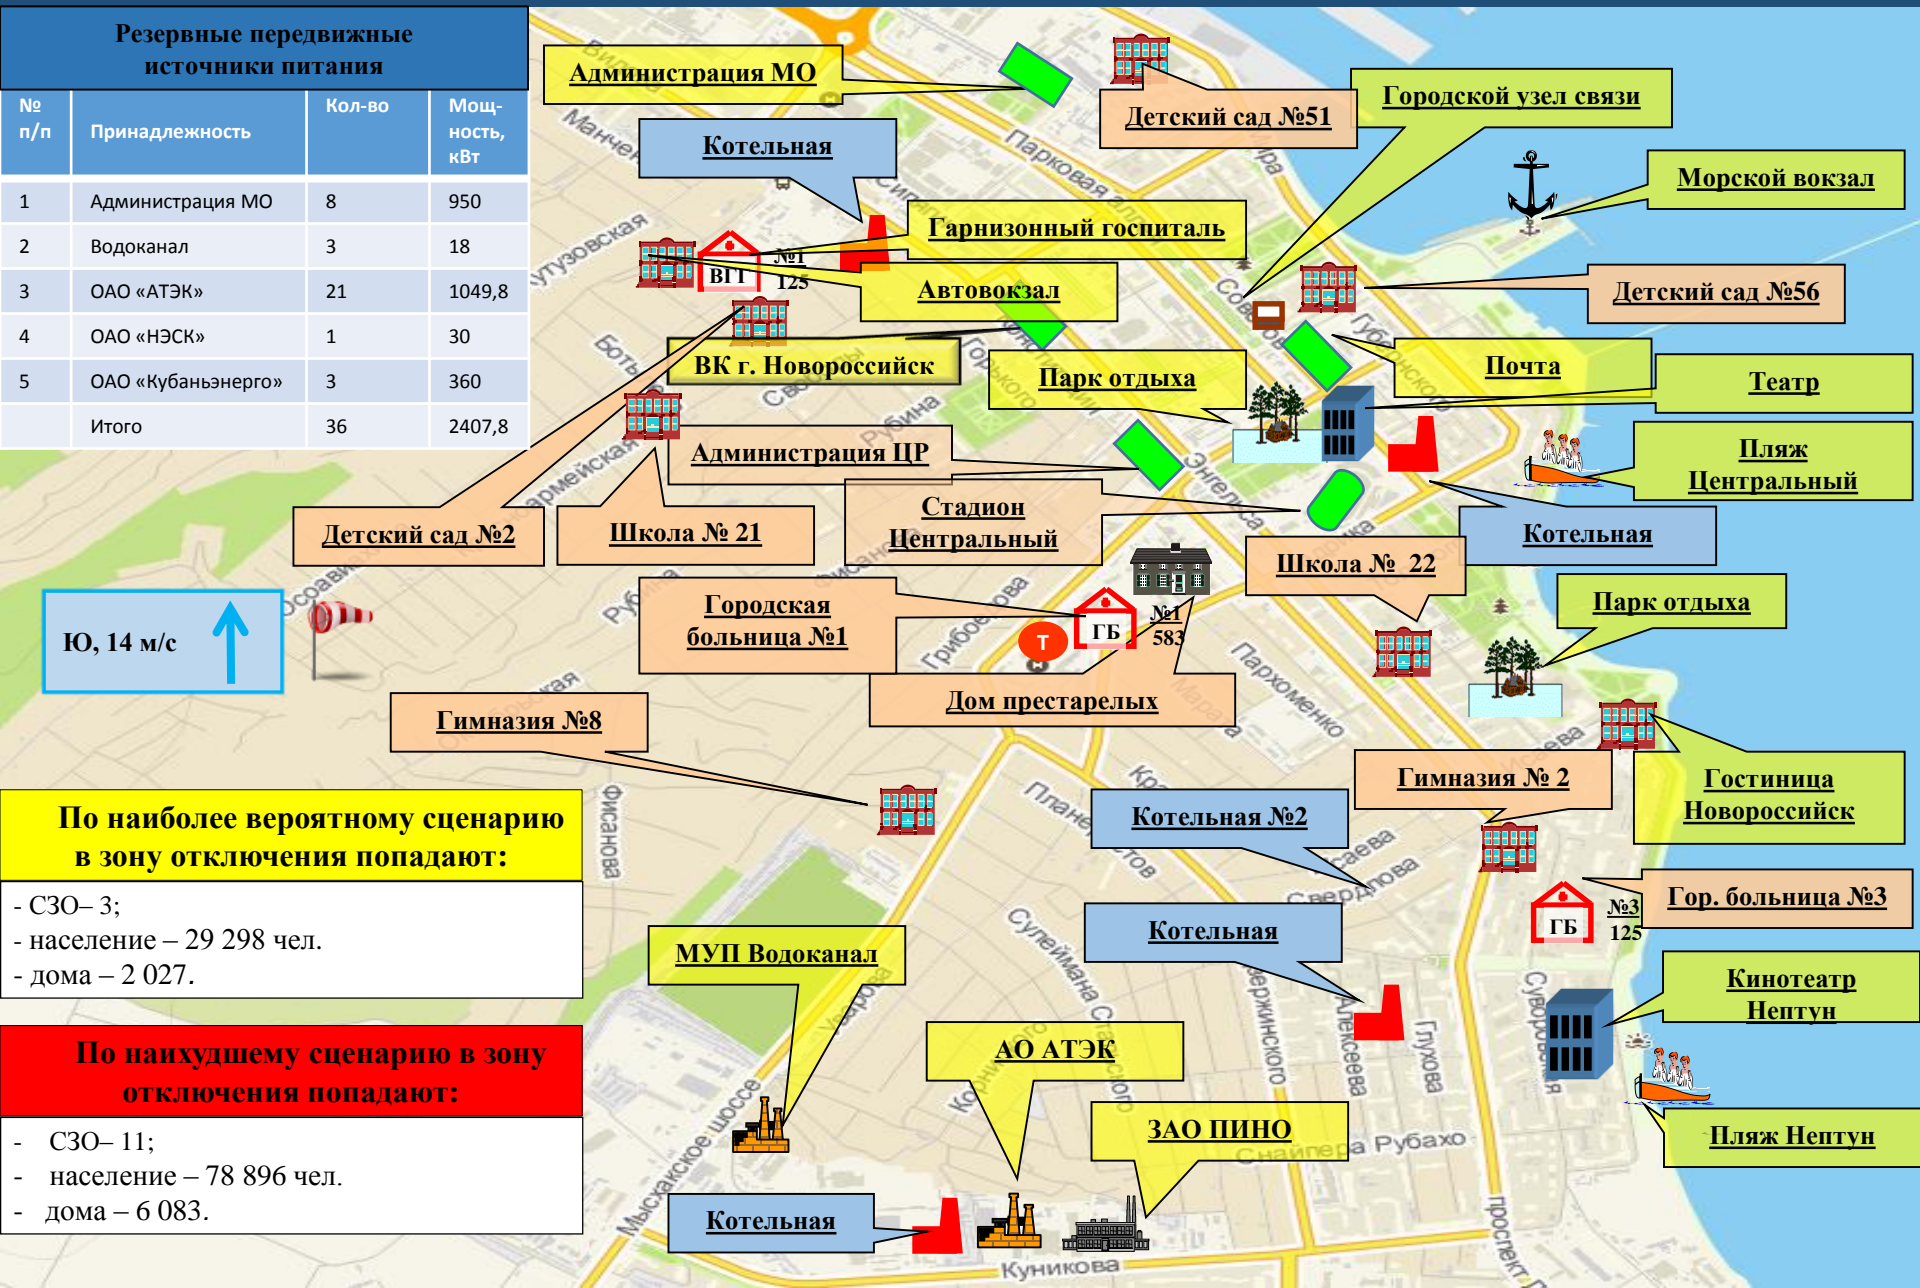 Резервные передвижные
источники питания
№ п/п
Принадлежность
Кол-во
Мощ-ность, кВт
1 Администрация МО 8 950
2 Водоканал 3 18
3 ОАО «АТЭК» 21 1049,8
4 ОАО «НЭСК» 1 30
5 ОАО «Кубаньэнерго» 3 360
Итого 36 2407,8
Администрация МО
Детский сад №51
Городской узел связи
Котельная
Морской вокзал
Гарнизонный госпиталь
ВГГ
№1
125
Автовокзал
Детский сад №56
ВК г. Новороссийск
Парк отдыха
Почта
Театр
Администрация ЦР
Пляж
Центральный
Стадион
Центральный
Детский сад №2
Школа № 21
Котельная
Школа № 22
Городская
больница №1
ГБ
№1
583
Т
Парк отдыха
Ю, 14 м/с
Дом престарелых
Гимназия №8
Гимназия № 2
Гостиница
Новороссийск
Котельная №2
По наиболее вероятному сценарию
в зону отключения попадают:
- СЗО– 3;
- население – 29 298 чел.
- дома – 2 027.
Гор. больница №3
ГБ
№3
125
МУП Водоканал
Котельная
Кинотеатр
Нептун
По наихудшему сценарию в зону
отключения попадают:
- СЗО– 11;
- население – 78 896 чел.
- дома – 6 083.
АО АТЭК
ЗАО ПИНО
Пляж Нептун
Котельная
Парковая
Мира
Горького
Рубина
Энгельса
Грибоедова
Пархоменко
Мира
Фисанова
Свердлова
Сулеймана Стальского
Алексеева
Глухова
Суворовская
Мысхакское шоссе
Снайпера Рубахо
Куникова
проспект